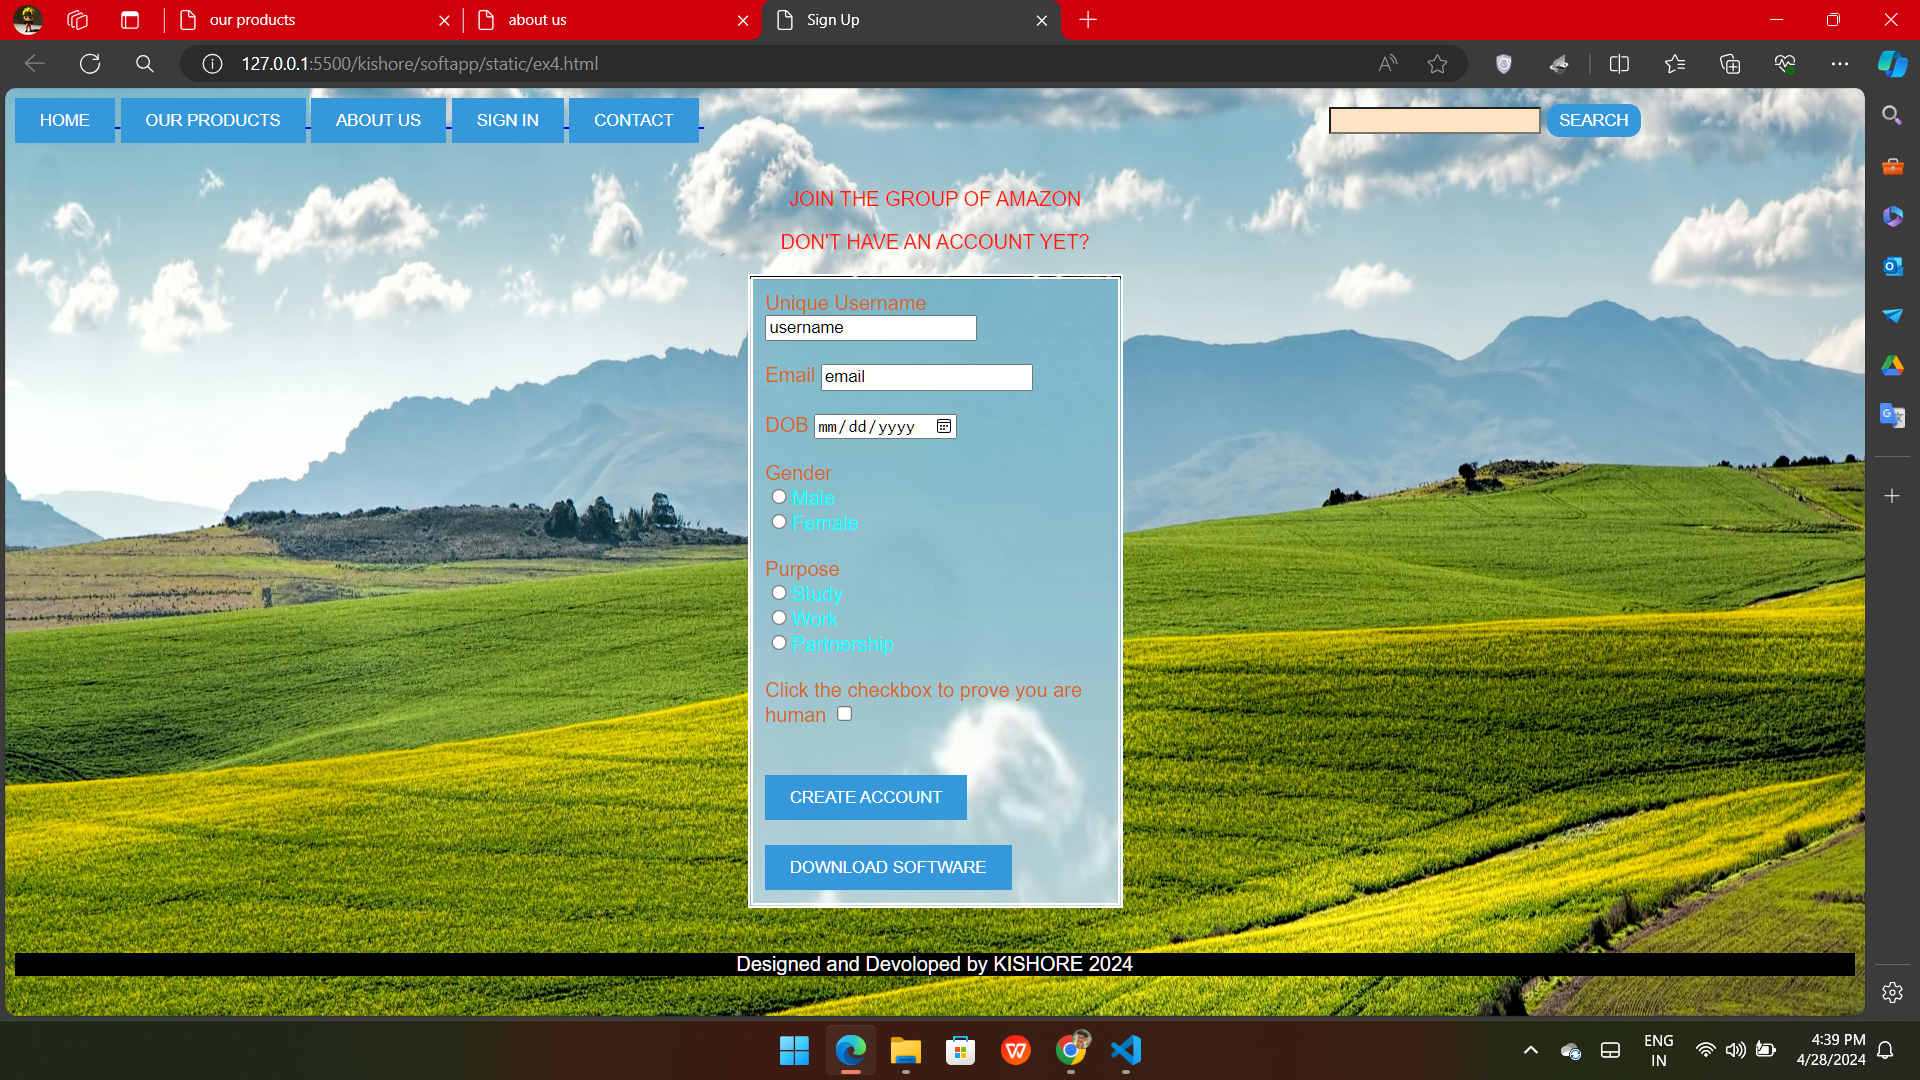 our products
about us
Sign Up
127.0.0.1:5500/kishore/softapp/static/ex4.html
HOME
OUR PRODUCTS
ABOUT US
SIGN IN
CONTACT
SEARCH
JOIN THE GROUP OF AMAZON
DON'T HAVE AN ACCOUNT YET?
Unique Username
username
Email email
DOB mm/dd/yyyy
Gender
Male
Female
Purpose
Study
Work
Partnership
Click the checkbox to prove you are
human
CREATE ACCOUNT
DOWNLOAD SOFTWARE
Designed and Devoloped by KISHORE 2024
ENG
IN
4:39 PM
4/28/2024